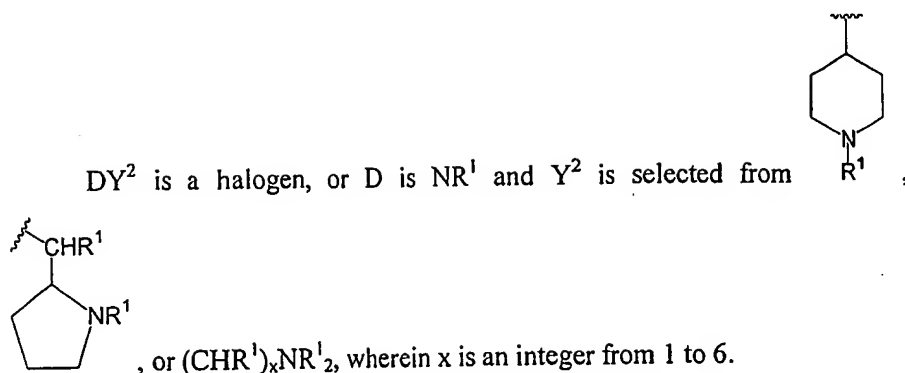 DY² is a halogen, or D is NR¹ and Y² is selected from
N
R¹ ,
CHR¹
NR¹
, or (CHR¹)ₓNR¹₂, wherein x is an integer from 1 to 6.